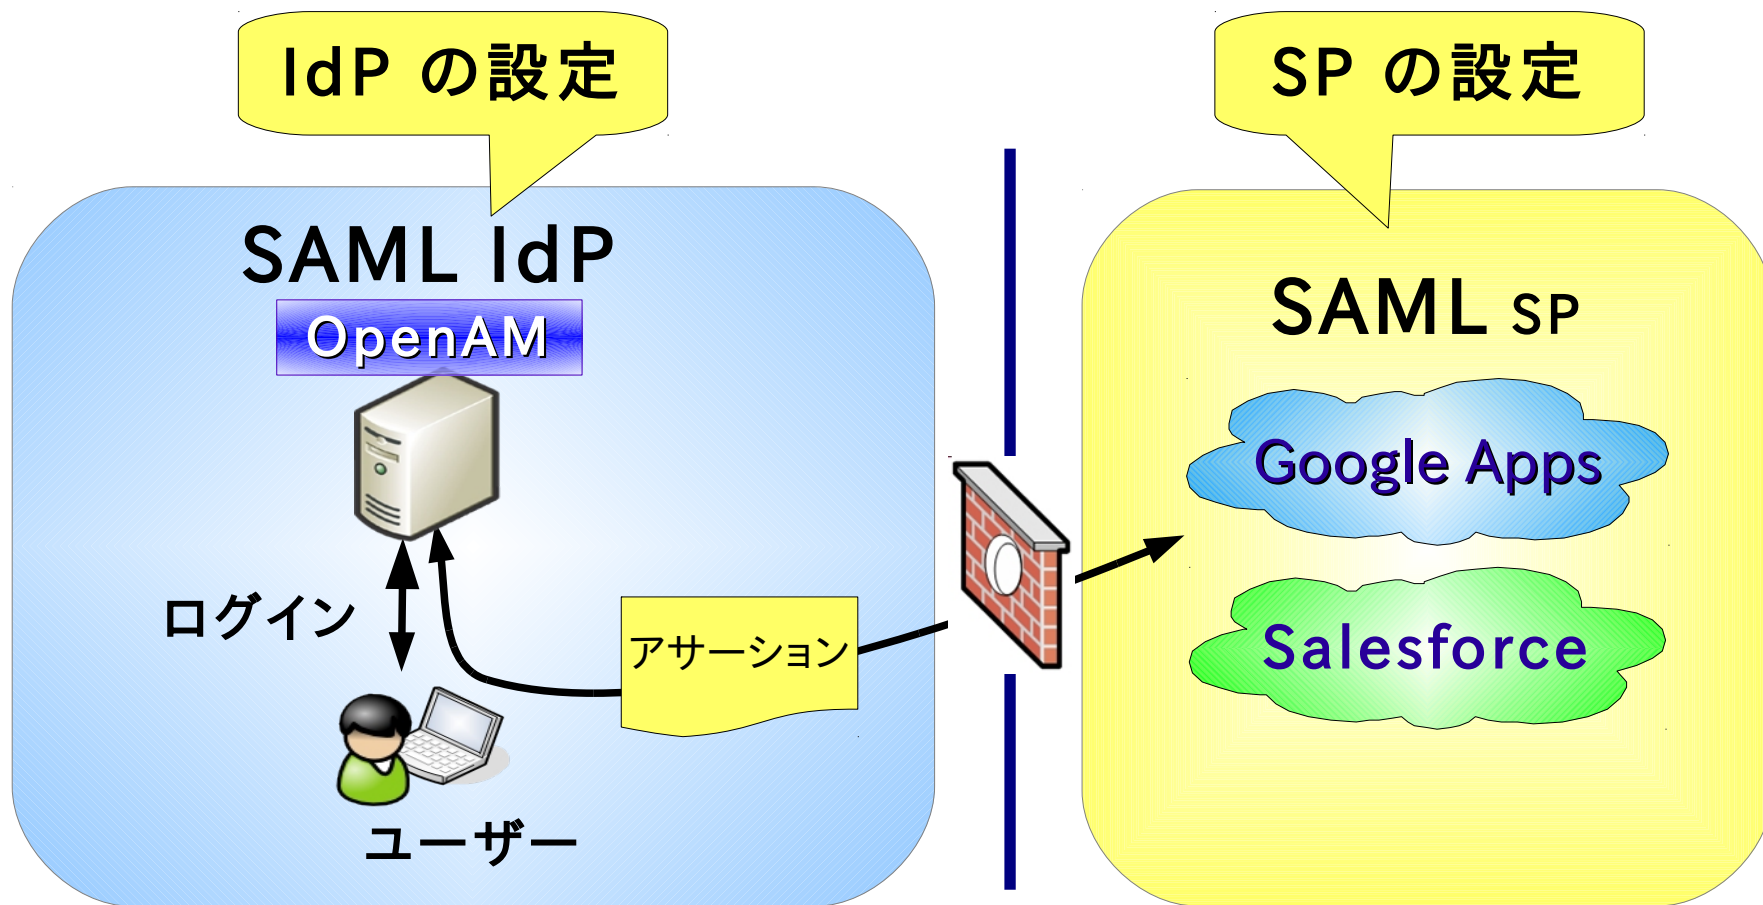 IdP の設定
SP の設定
SAML IdP
OpenAM
SAML SP
Google Apps
ログイン
アサーション
Salesforce
ユーザー